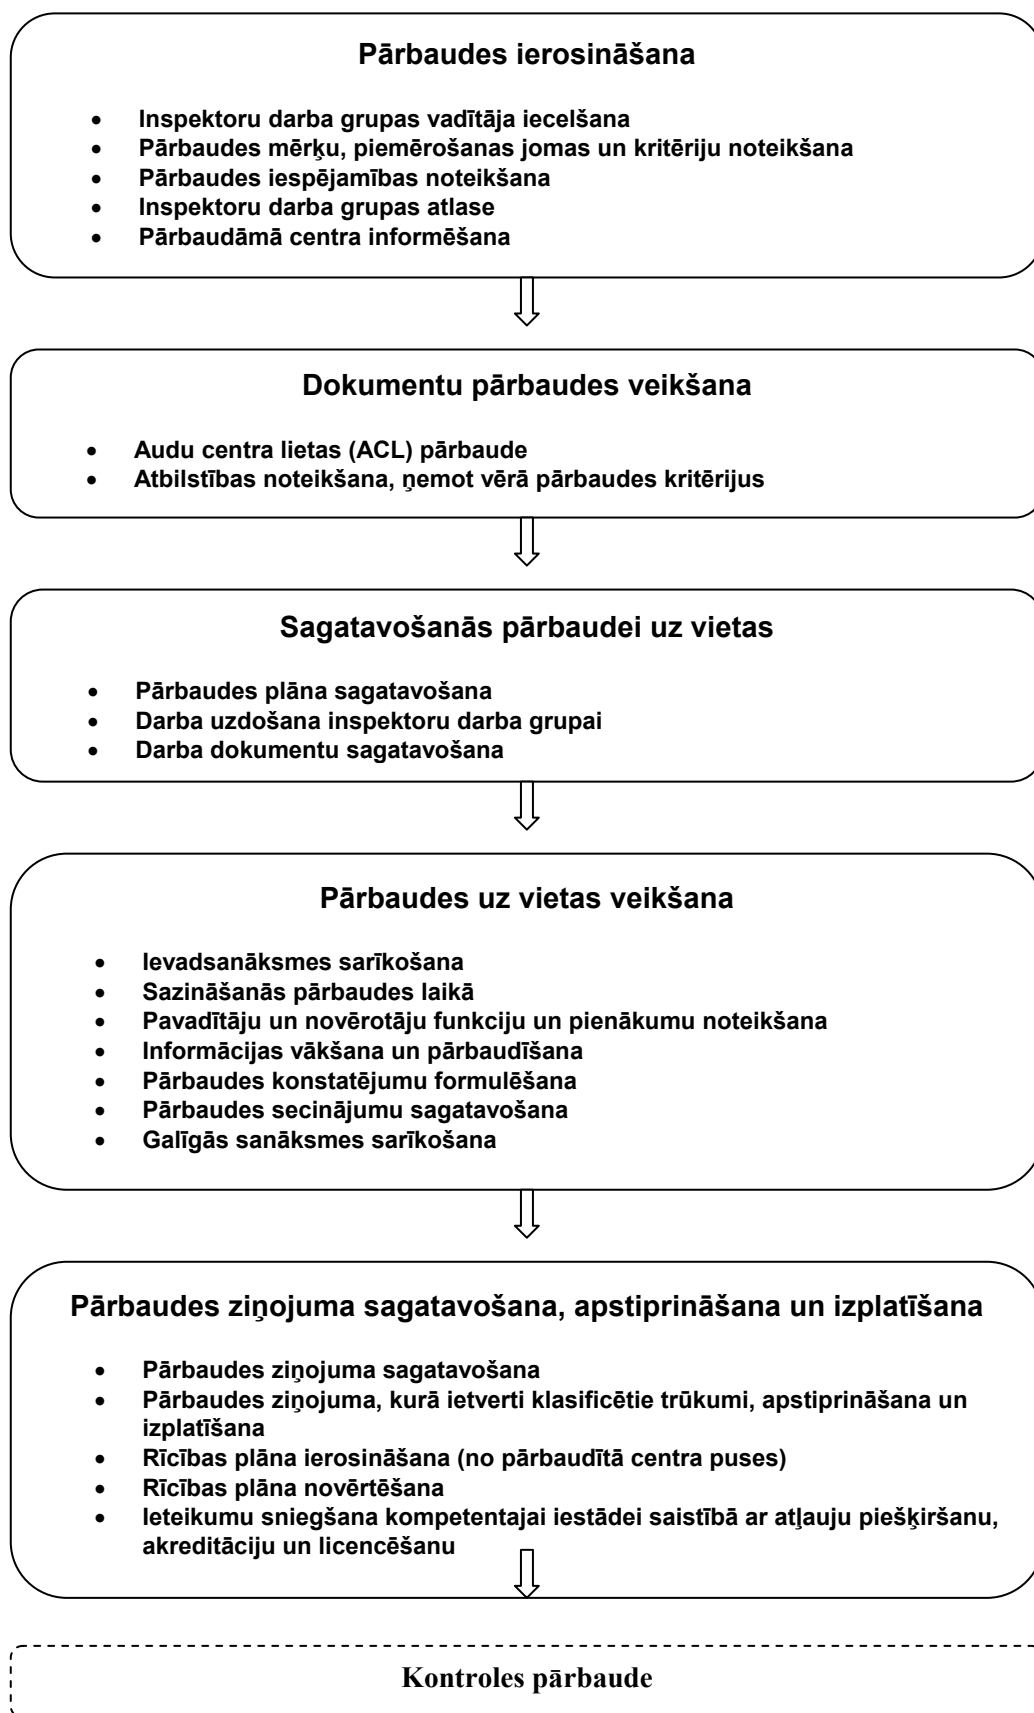 Pārbaudes ierosināšana
• Inspektoru darba grupas vadītāja iecelšana
• Pārbaudes mērķu, piemērošanas jomas un kritēriju noteikšana
• Pārbaudes iespējamības noteikšana
• Inspektoru darba grupas atlase
• Pārbaudāmā centra informēšana
Dokumentu pārbaudes veikšana
• Audu centra lietas (ACL) pārbaude
• Atbilstības noteikšana, ņemot vērā pārbaudes kritērijus
Sagatavošanās pārbaudei uz vietas
• Pārbaudes plāna sagatavošana
• Darba uzdošana inspektoru darba grupai
• Darba dokumentu sagatavošana
Pārbaudes uz vietas veikšana
• Ievadsanāksmes sarīkošana
• Sazināšanās pārbaudes laikā
• Pavadītāju un novērotāju funkciju un pienākumu noteikšana
• Informācijas vākšana un pārbaudīšana
• Pārbaudes konstatējumu formulēšana
• Pārbaudes secinājumu sagatavošana
• Galīgās sanāksmes sarīkošana
Pārbaudes ziņojuma sagatavošana, apstiprināšana un izplatīšana
• Pārbaudes ziņojuma sagatavošana
• Pārbaudes ziņojuma, kurā ietverti klasificētie trūkumi, apstiprināšana un
izplatīšana
• Rīcības plāna ierosināšana (no pārbaudītā centra puses)
• Rīcības plāna novērtēšana
• Ieteikumu sniegšana kompetentajai iestādei saistībā ar atļauju piešķiršanu,
akreditāciju un licencēšanu
Kontroles pārbaude